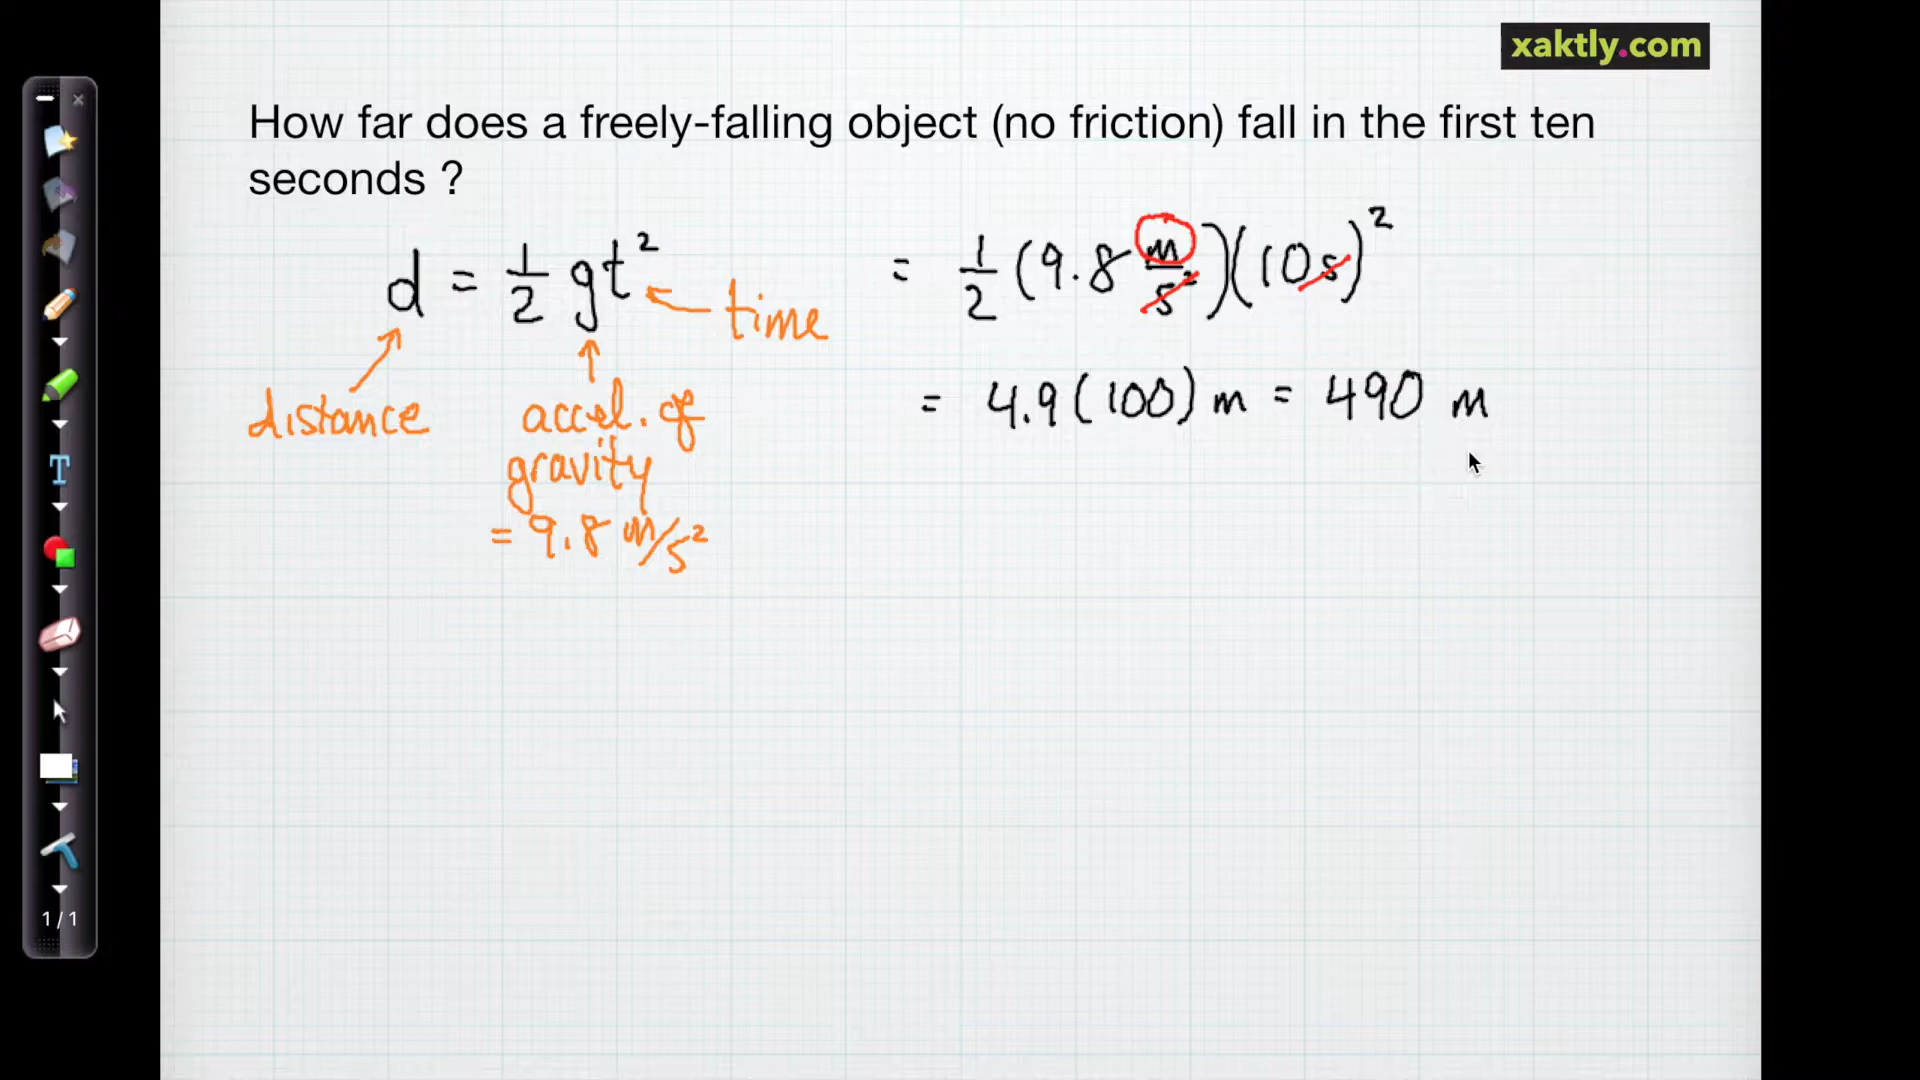 xaktly.com
How far does a freely-falling object (no friction) fall in the first ten
seconds ?
d = 1/2 gt²
time
distance
accel. of
gravity
= 9.8 m/s²
= 1/2 (9.8 m/s²)(10s)²
= 4.9(100) m = 490 m
1/1
T